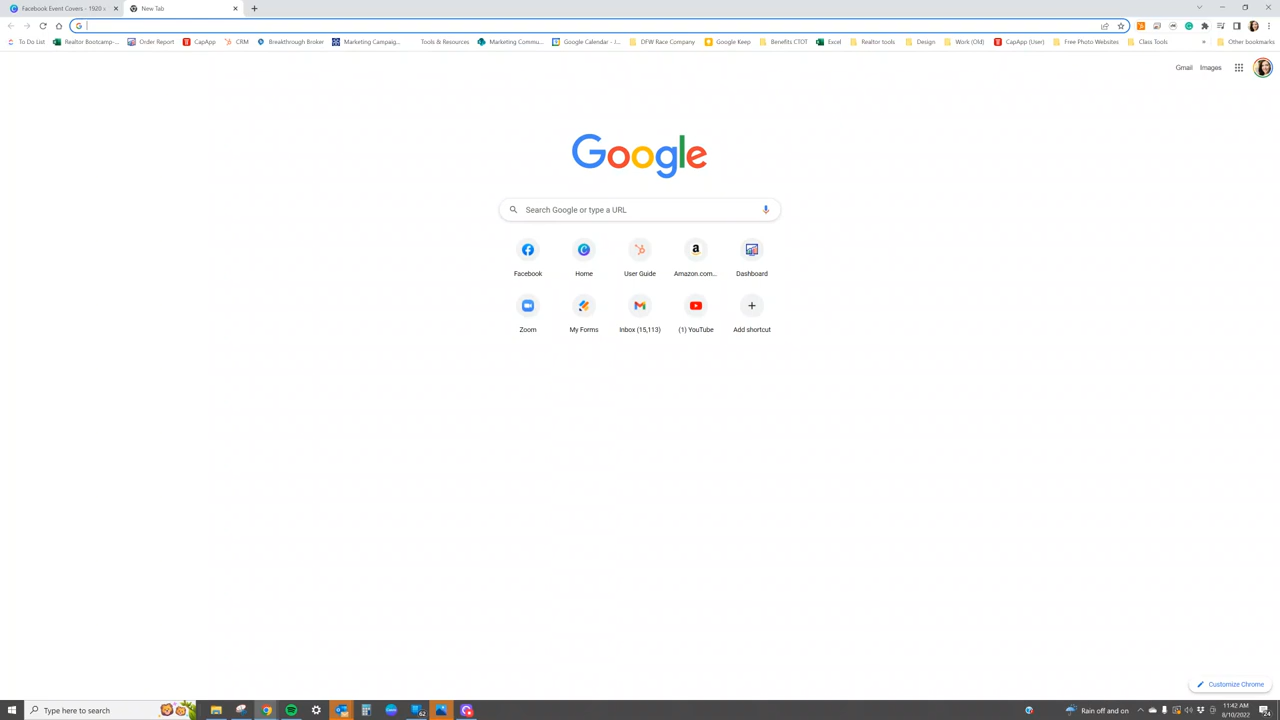 Facebook Event Covers - 1920 x
New Tab
To Do List
Realtor Bootcamp-...
Order Report
CapApp
CRM
Breakthrough Broker
Marketing Campaig...
Tools & Resources
Marketing Commu...
Google Calendar - J...
DFW Race Company
Google Keep
Benefits CTOT
Excel
Realtor tools
Design
Work (Old)
CapApp (User)
Free Photo Websites
Class Tools
»
Other bookmarks
Gmail
Images
Google
Search Google or type a URL
Facebook
Home
User Guide
Amazon.com...
Dashboard
Zoom
My Forms
Inbox (15,113)
(1) YouTube
Add shortcut
Customize Chrome
Type here to search
62
Rain off and on
11:42 AM
8/10/2022
24